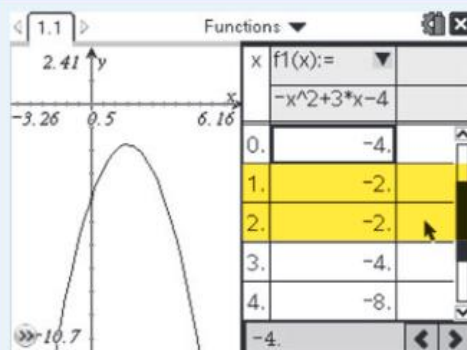 1.1
Functions
2.41
y
x
-3.26
0.5
6.16
-10.7
x f1(x):=
-x^2+3*x-4
0. -4.
1. -2.
2. -2.
3. -4.
4. -8.
-4.